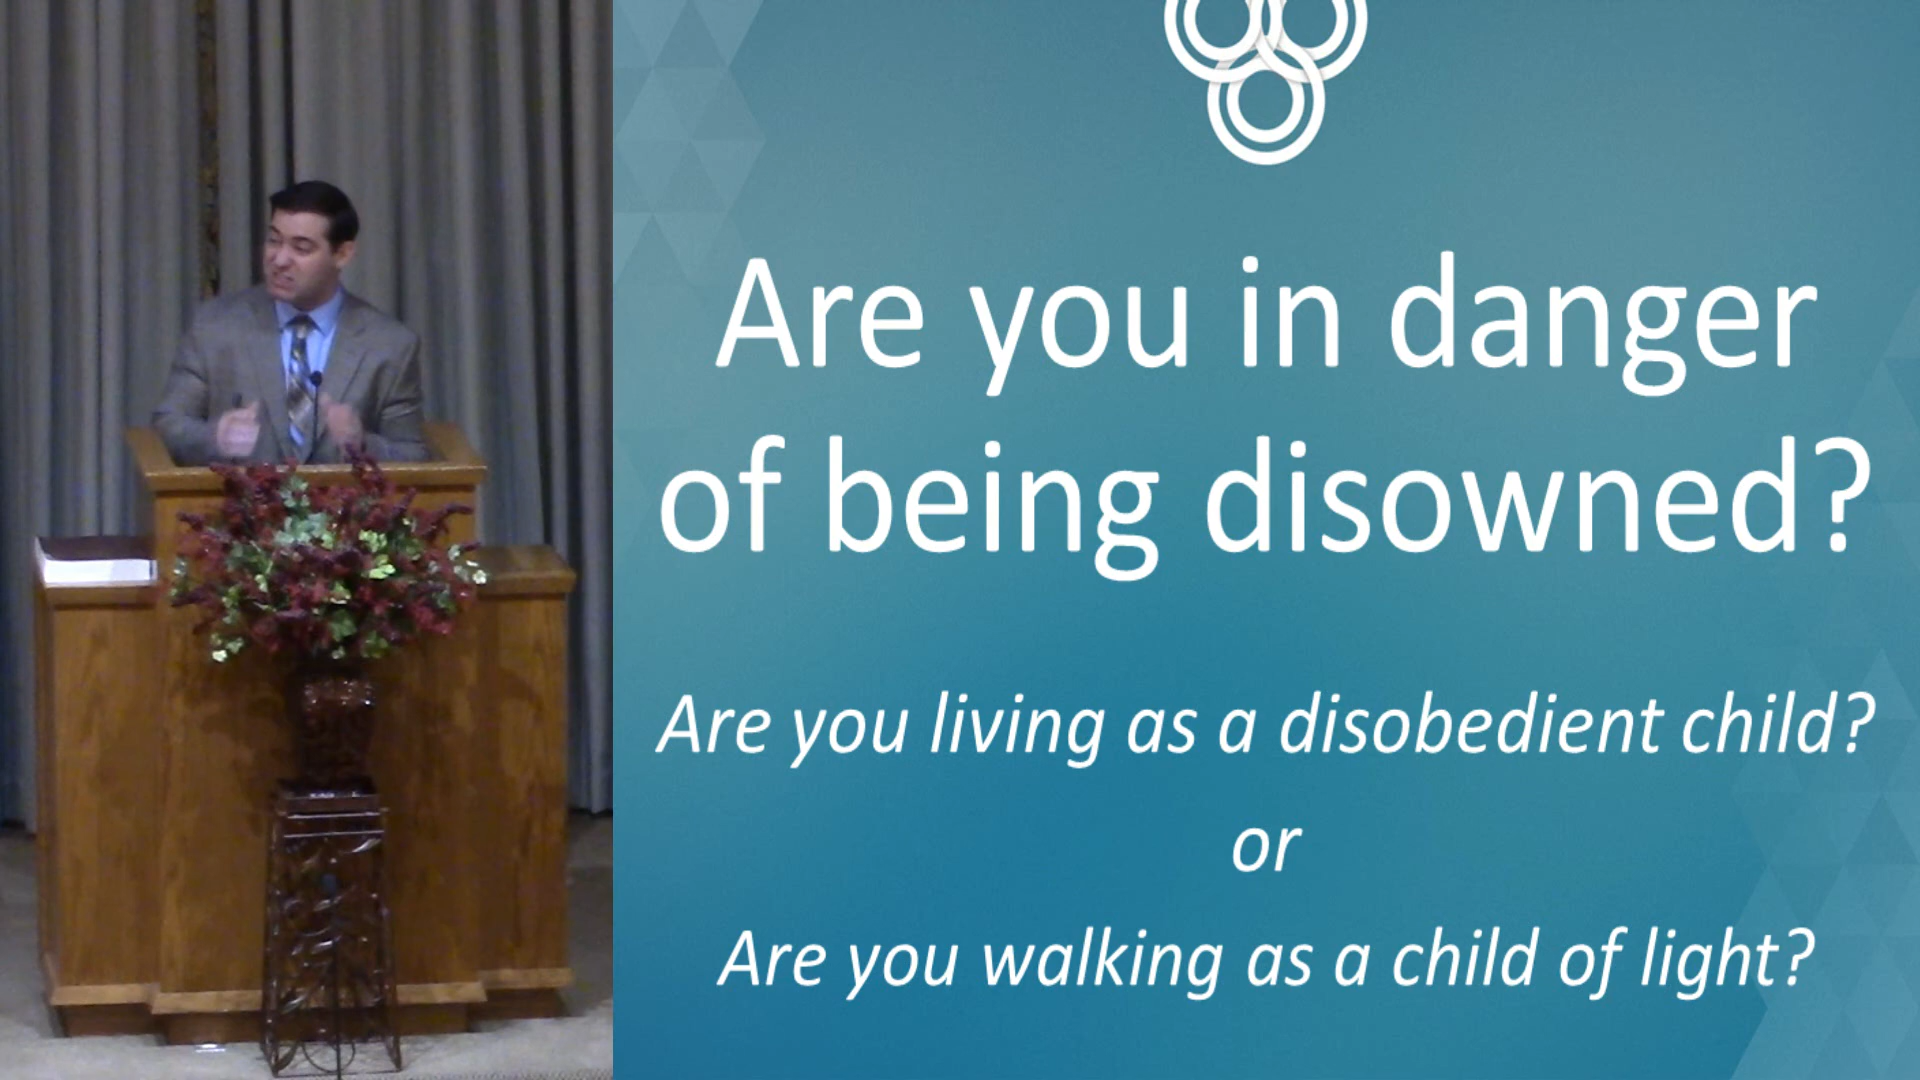 Are you in danger
of being disowned?
Are you living as a disobedient child?
or
Are you walking as a child of light?